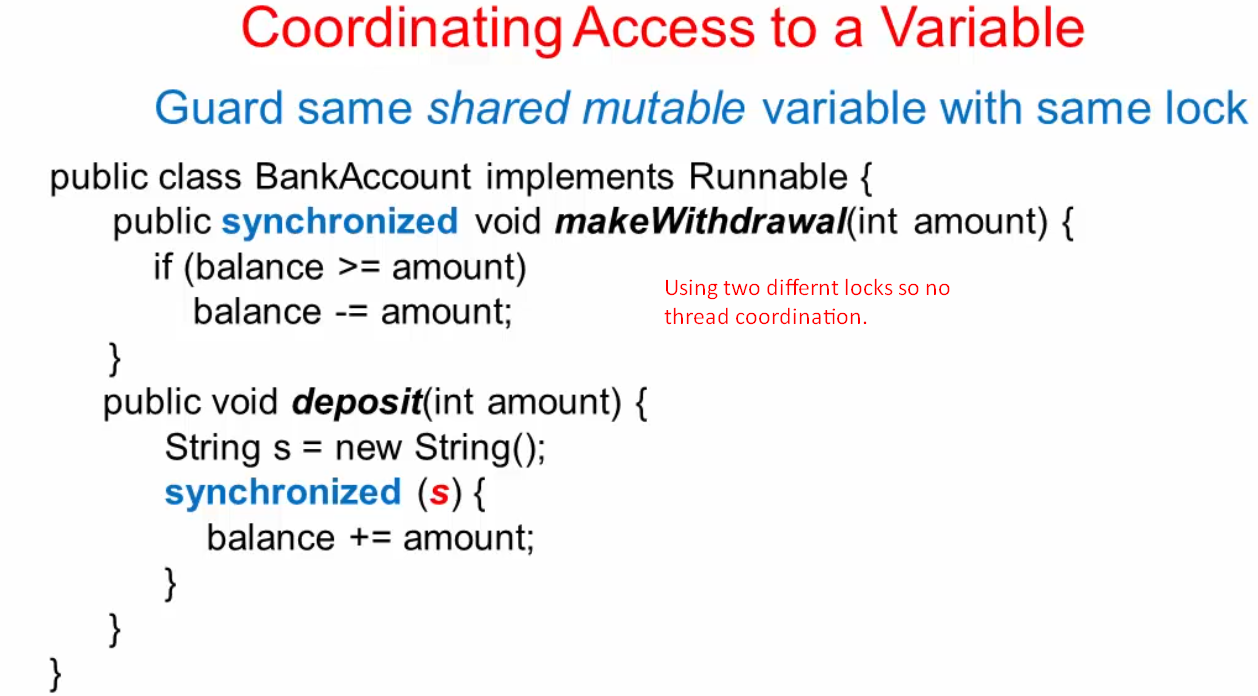 Coordinating Access to a Variable
Guard same shared mutable variable with same lock
public class BankAccount implements Runnable {
public synchronized void makeWithdrawal(int amount) {
if (balance >= amount)
balance -= amount;
Using two differnt locks so no
thread coordination.
}
public void deposit(int amount) {
String s = new String();
synchronized (s) {
balance += amount;
}
}
}